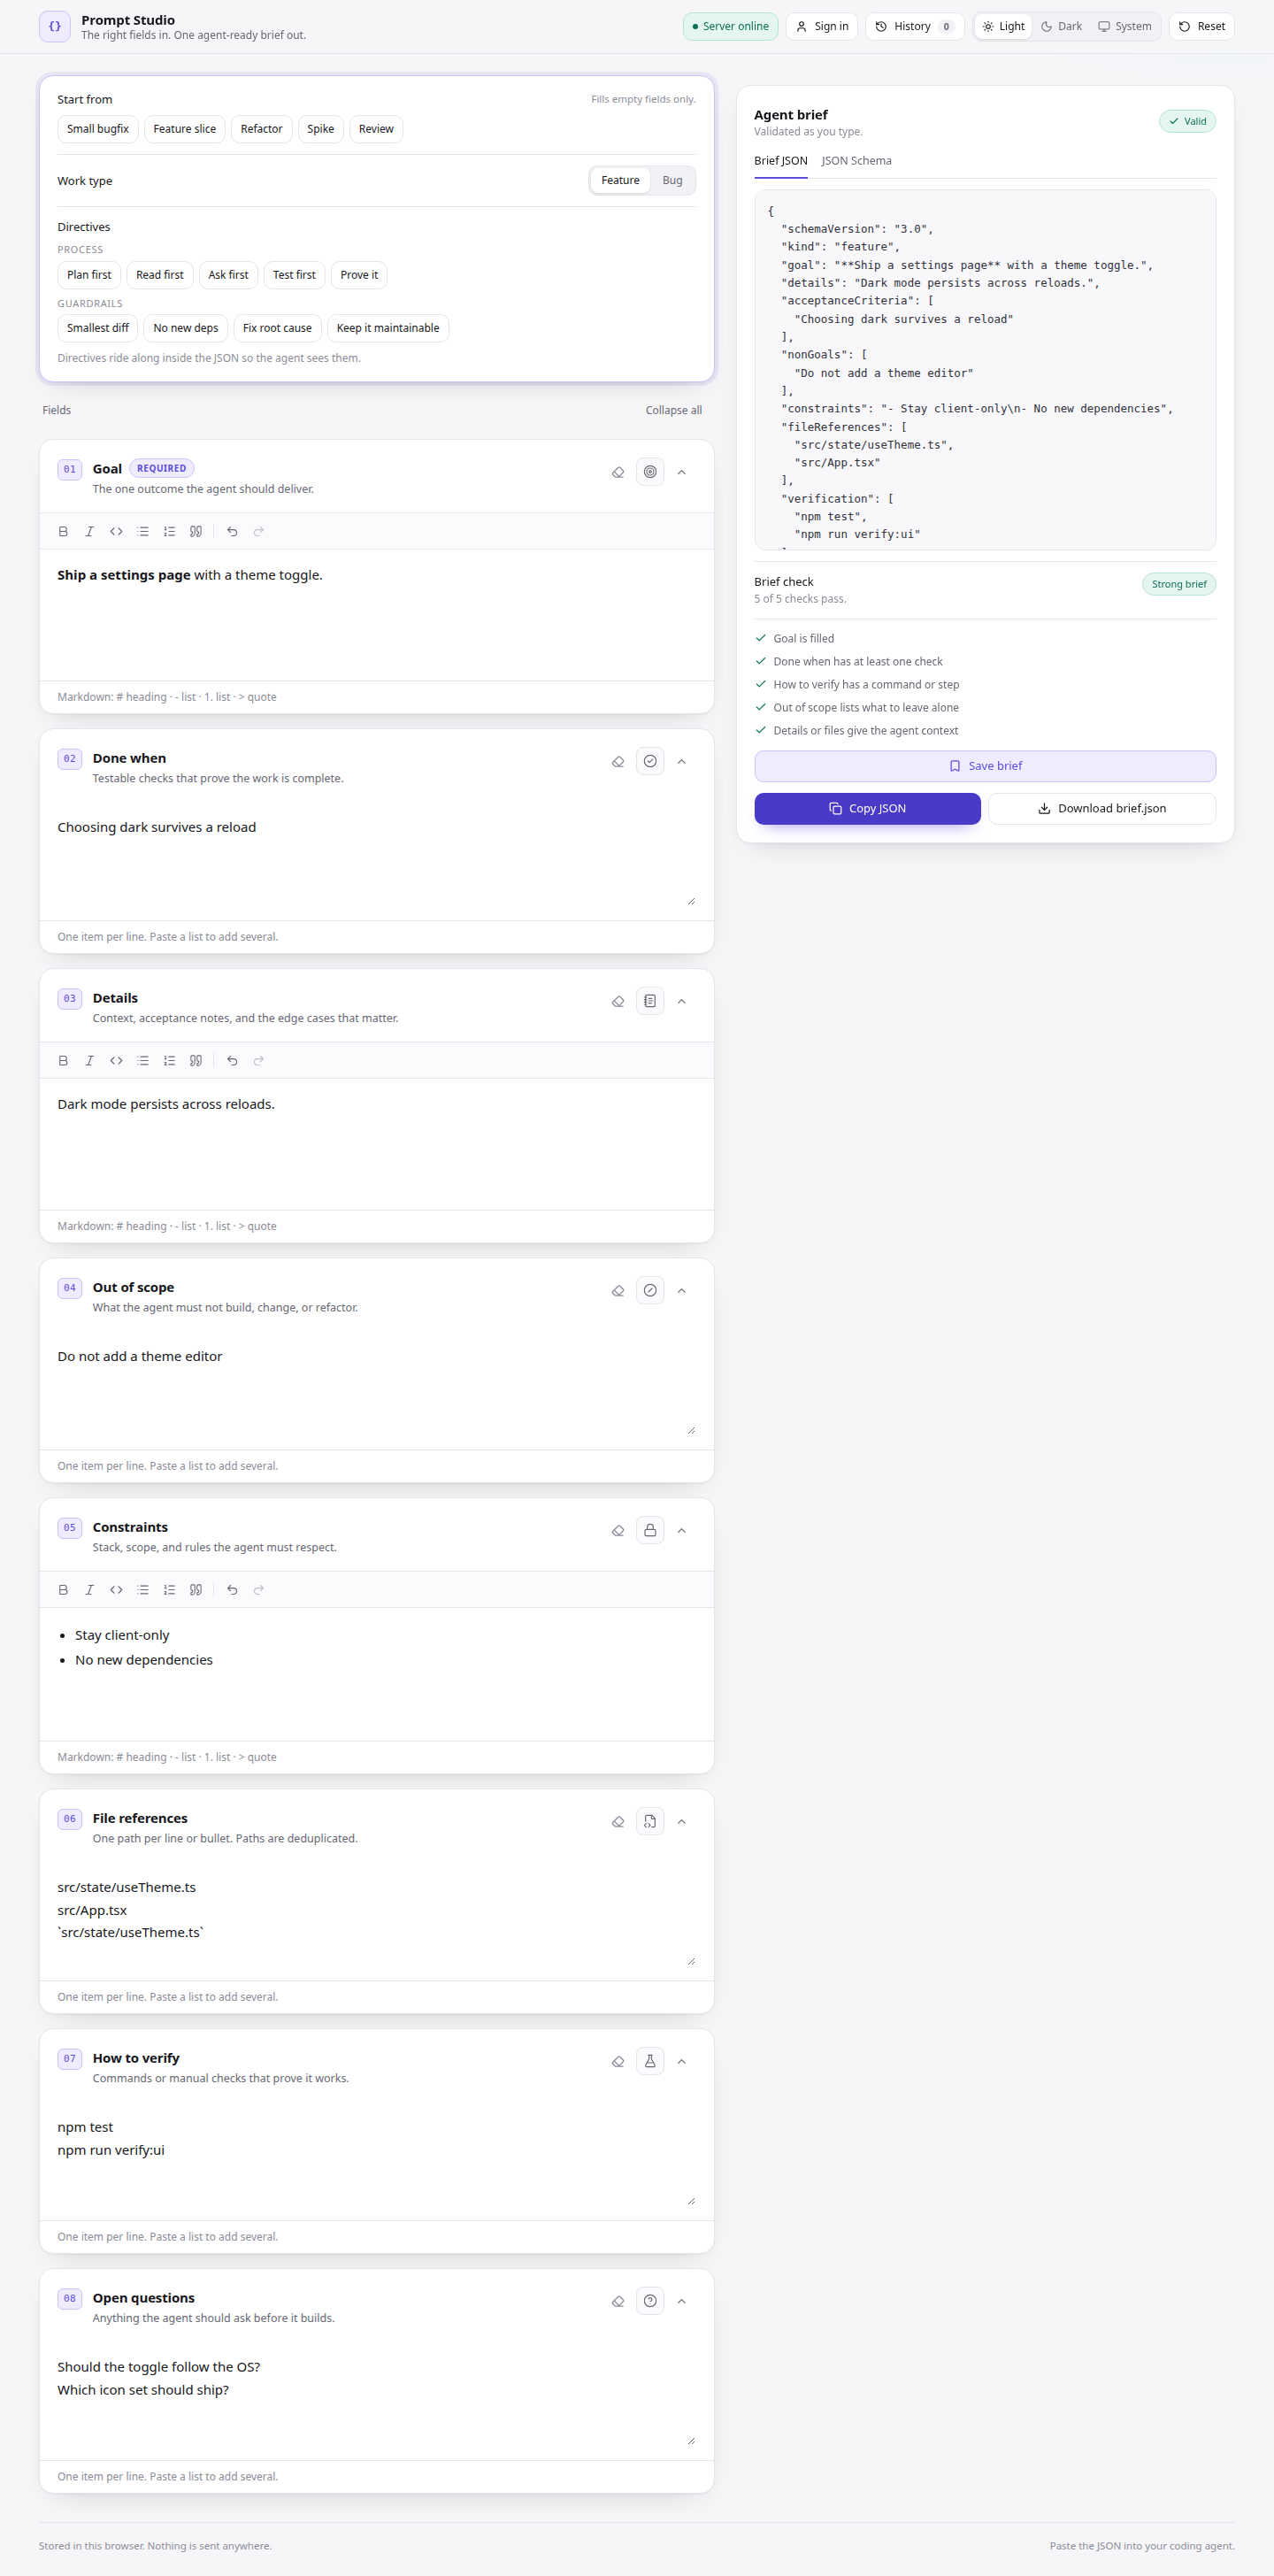 {} Prompt Studio
The right fields in. One agent-ready brief out.
Server online
Sign in
History 0
Light
Dark
System
Reset
Start from
Fills empty fields only.
Small bugfix
Feature slice
Refactor
Spike
Review
Work type
Feature
Bug
Directives
PROCESS
Plan first
Read first
Ask first
Test first
Prove it
GUARDRAILS
Smallest diff
No new deps
Fix root cause
Keep it maintainable
Directives ride along inside the JSON so the agent sees them.
Fields
Collapse all
01 Goal REQUIRED
The one outcome the agent should deliver.
Ship a settings page with a theme toggle.
Markdown: # heading · - list · 1. list · > quote
02 Done when
Testable checks that prove the work is complete.
Choosing dark survives a reload
One item per line. Paste a list to add several.
03 Details
Context, acceptance notes, and the edge cases that matter.
Dark mode persists across reloads.
Markdown: # heading · - list · 1. list · > quote
04 Out of scope
What the agent must not build, change, or refactor.
Do not add a theme editor
One item per line. Paste a list to add several.
05 Constraints
Stack, scope, and rules the agent must respect.
• Stay client-only
• No new dependencies
Markdown: # heading · - list · 1. list · > quote
06 File references
One path per line or bullet. Paths are deduplicated.
src/state/useTheme.ts
src/App.tsx
`src/state/useTheme.ts`
One item per line. Paste a list to add several.
07 How to verify
Commands or manual checks that prove it works.
npm test
npm run verify:ui
One item per line. Paste a list to add several.
08 Open questions
Anything the agent should ask before it builds.
Should the toggle follow the OS?
Which icon set should ship?
One item per line. Paste a list to add several.
Agent brief
Validated as you type.
Valid
Brief JSON
JSON Schema
{
"schemaVersion": "3.0",
"kind": "feature",
"goal": "**Ship a settings page** with a theme toggle.",
"details": "Dark mode persists across reloads.",
"acceptanceCriteria": [
"Choosing dark survives a reload"
],
"nonGoals": [
"Do not add a theme editor"
],
"constraints": "- Stay client-only\n- No new dependencies",
"fileReferences": [
"src/state/useTheme.ts",
"src/App.tsx"
],
"verification": [
"npm test",
"npm run verify:ui"
Brief check
5 of 5 checks pass.
Strong brief
Goal is filled
Done when has at least one check
How to verify has a command or step
Out of scope lists what to leave alone
Details or files give the agent context
Save brief
Copy JSON
Download brief.json
Stored in this browser. Nothing is sent anywhere.
Paste the JSON into your coding agent.